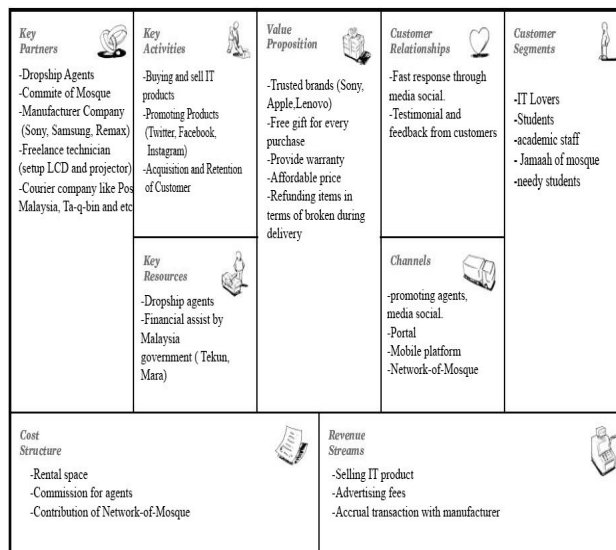 Key
Partners
-Dropship Agents
-Commite of Mosque
-Manufacturer Company
(Sony, Samsung, Remax)
-Freelance technician
(setup LCD and projector)
-Courier company like Pos
Malaysia, Ta-q-bin and etc
Key
Activities
-Buying and sell IT
products
-Promoting Products
(Twitter, Facebook,
Instagram)
-Acquisition and Retention
of Customer
Key
Resources
-Dropship agents
-Financial assist by
Malaysia
government ( Tekun,
Mara)
Value
Proposition
-Trusted brands (Sony,
Apple,Lenovo)
-Free gift for every
purchase
-Provide warranty
-Affordable price
-Refunding items in
terms of broken during
delivery
Customer
Relationships
-Fast response through
media social.
-Testimonial and
feedback from customers
Channels
-promoting agents,
media social.
-Portal
-Mobile platform
-Network-of-Mosque
Customer
Segments
-IT Lovers
-Students
-academic staff
- Jamaah of mosque
-needy students
Cost
Structure
-Rental space
-Commission for agents
-Contribution of Network-of-Mosque
Revenue
Streams
-Selling IT product
-Advertising fees
-Accrual transaction with manufacturer